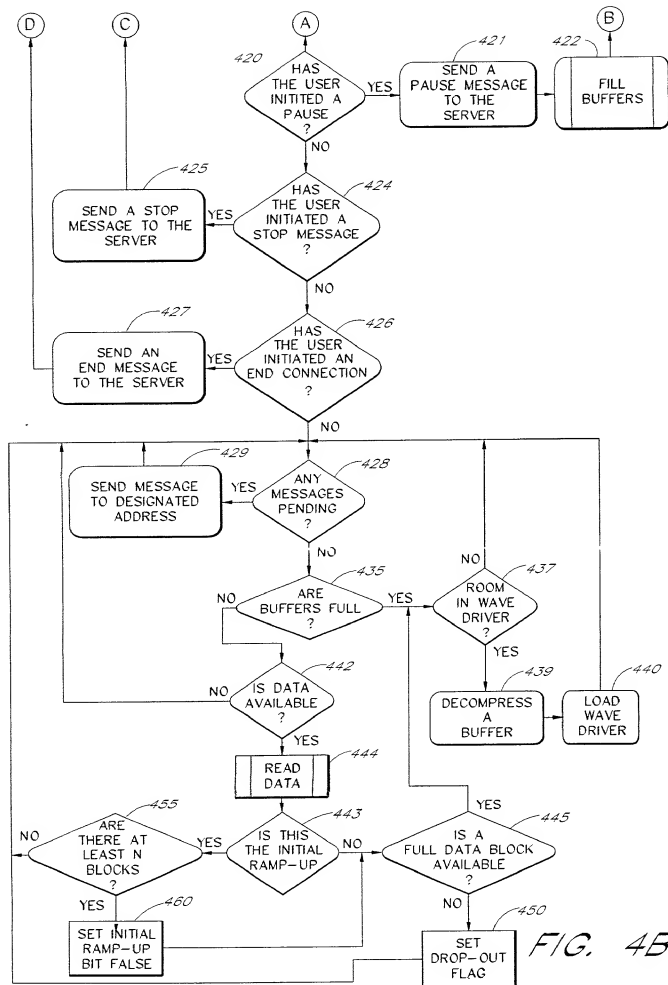 D
C
A
B
420
HAS
THE USER
INITITED A
PAUSE
?
YES
421
SEND A
PAUSE MESSAGE
TO THE
SERVER
422
FILL
BUFFERS
NO
425
SEND A STOP
MESSAGE TO THE
SERVER
YES
424
HAS
THE USER
INITIATED A
STOP MESSAGE
?
NO
427
SEND AN
END MESSAGE
TO THE SERVER
YES
426
HAS
THE USER
INITIATED AN
END CONNECTION
?
NO
429
SEND MESSAGE
TO DESIGNATED
ADDRESS
YES
428
ANY
MESSAGES
PENDING
?
NO
NO
435
ARE
BUFFERS FULL
?
YES
NO
437
ROOM
IN WAVE
DRIVER
?
YES
439
DECOMPRESS
A
BUFFER
440
LOAD
WAVE
DRIVER
NO
442
IS DATA
AVAILABLE
?
YES
444
READ
DATA
455
NO
ARE
THERE AT
LEAST N
BLOCKS
?
YES
443
IS THIS
THE INITIAL
RAMP-UP
NO
YES
445
IS A
FULL DATA BLOCK
AVAILABLE
?
YES
460
SET INITIAL
RAMP-UP
BIT FALSE
NO
450
SET
DROP-OUT
FLAG
FIG. 4B